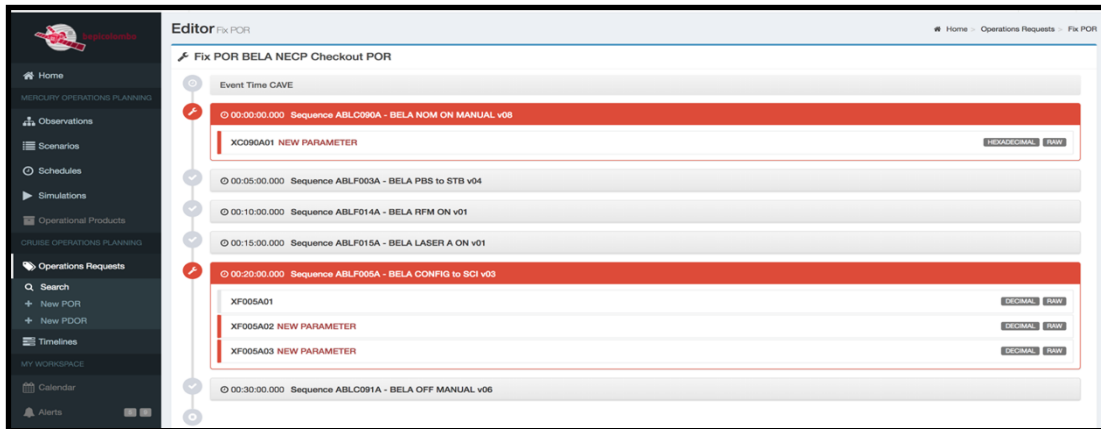 bepicolombo
Editor Fix POR
Home > Operations Requests > Fix POR
Fix POR BELA NECP Checkout POR
Home
MERCURY OPERATIONS PLANNING
Observations
Scenarios
Schedules
Simulations
Operational Products
CRUISE OPERATIONS PLANNING
Operations Requests
Search
New POR
New PDOR
Timelines
MY WORKSPACE
Calendar
Alerts
Event Time CAVE
00:00:00.000 Sequence ABLC090A - BELA NOM ON MANUAL v08
XC090A01 NEW PARAMETER HEXADECIMAL RAW
00:05:00.000 Sequence ABLF003A - BELA PBS to STB v04
00:10:00.000 Sequence ABLF014A - BELA RFM ON v01
00:15:00.000 Sequence ABLF015A - BELA LASER A ON v01
00:20:00.000 Sequence ABLF005A - BELA CONFIG to SCI v03
XF005A01 DECIMAL RAW
XF005A02 NEW PARAMETER DECIMAL RAW
XF005A03 NEW PARAMETER DECIMAL RAW
00:30:00.000 Sequence ABLC091A - BELA OFF MANUAL v06